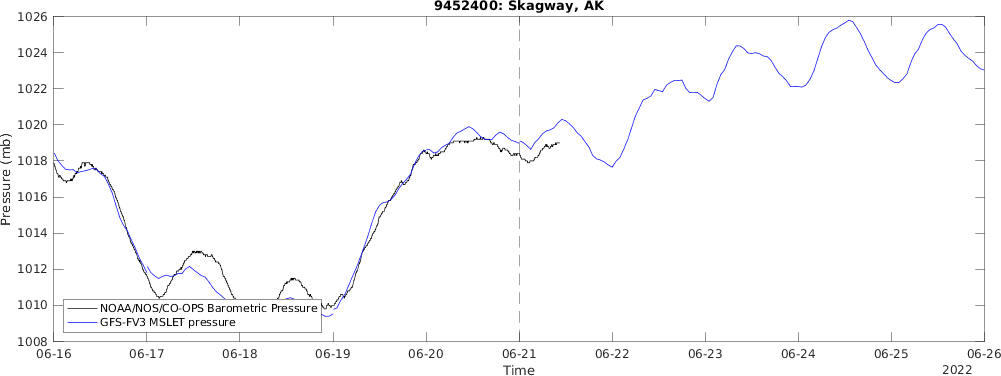 9452400: Skagway, AK
1026
1024
1022
1020
1018
1016
1014
1012
1010
1008
Pressure (mb)
NOAA/NOS/CO-OPS Barometric Pressure
GFS-FV3 MSLET pressure
06-16 06-17 06-18 06-19 06-20 06-21 06-22 06-23 06-24 06-25 06-26
Time
2022